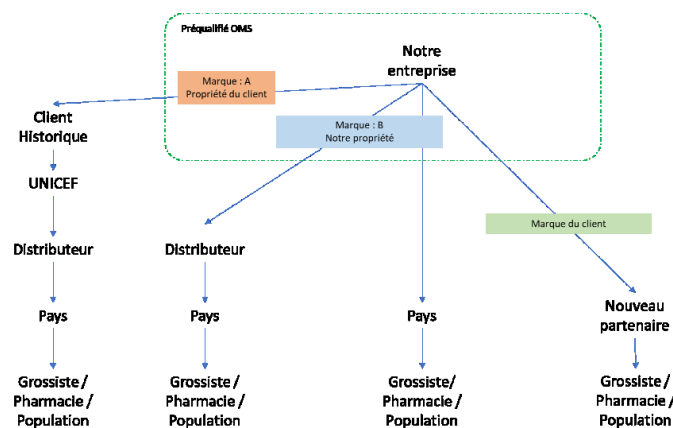 Préqualifié OMS
Notre
entreprise
Marque : A
Propriété du client
Client
Historique
Marque : B
Notre propriété
UNICEF
Marque du client
Distributeur
Distributeur
Pays
Pays
Pays
Nouveau
partenaire
Grossiste /
Pharmacie /
Population
Grossiste /
Pharmacie /
Population
Grossiste /
Pharmacie /
Population
Grossiste /
Pharmacie /
Population